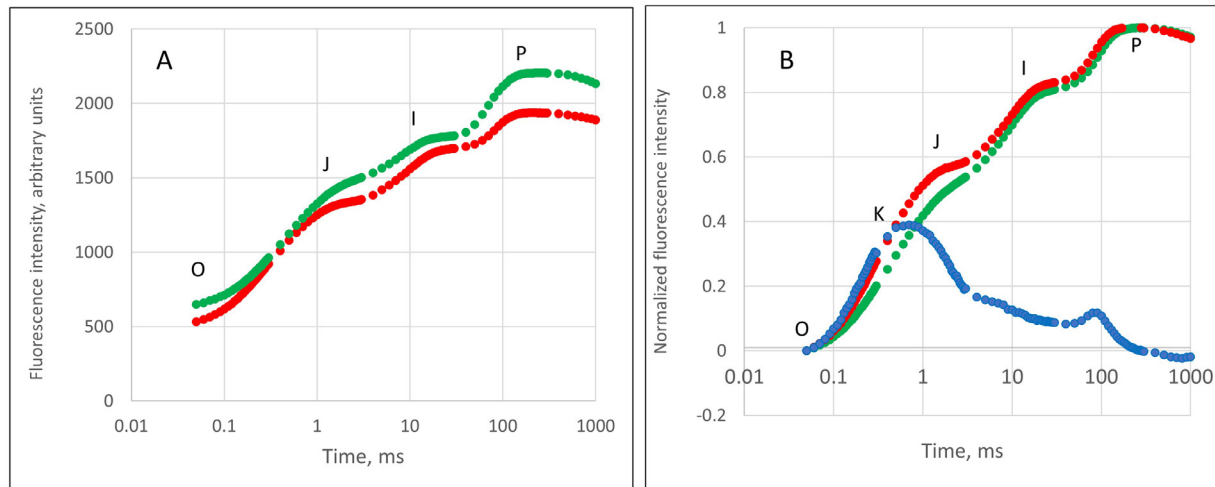 A
Fluorescence intensity, arbitrary units
2500
2000
1500
1000
500
0
O
J
I
P
0.01
0.1
1
10
100
1000
Time, ms
B
Normalized fluorescence intensity
1
0.8
0.6
0.4
0.2
0
-0.2
O
K
J
I
P
0.01
0.1
1
10
100
1000
Time, ms